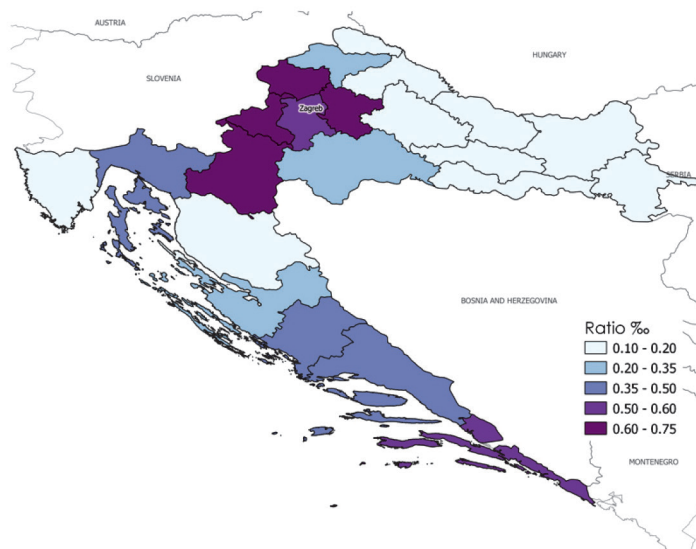 AUSTRIA
HUNGARY
SLOVENIA
Zagreb
SERBIA
BOSNIA AND HERZEGOVINA
Ratio ‰
0.10 - 0.20
0.20 - 0.35
0.35 - 0.50
0.50 - 0.60
0.60 - 0.75
MONTENEGRO